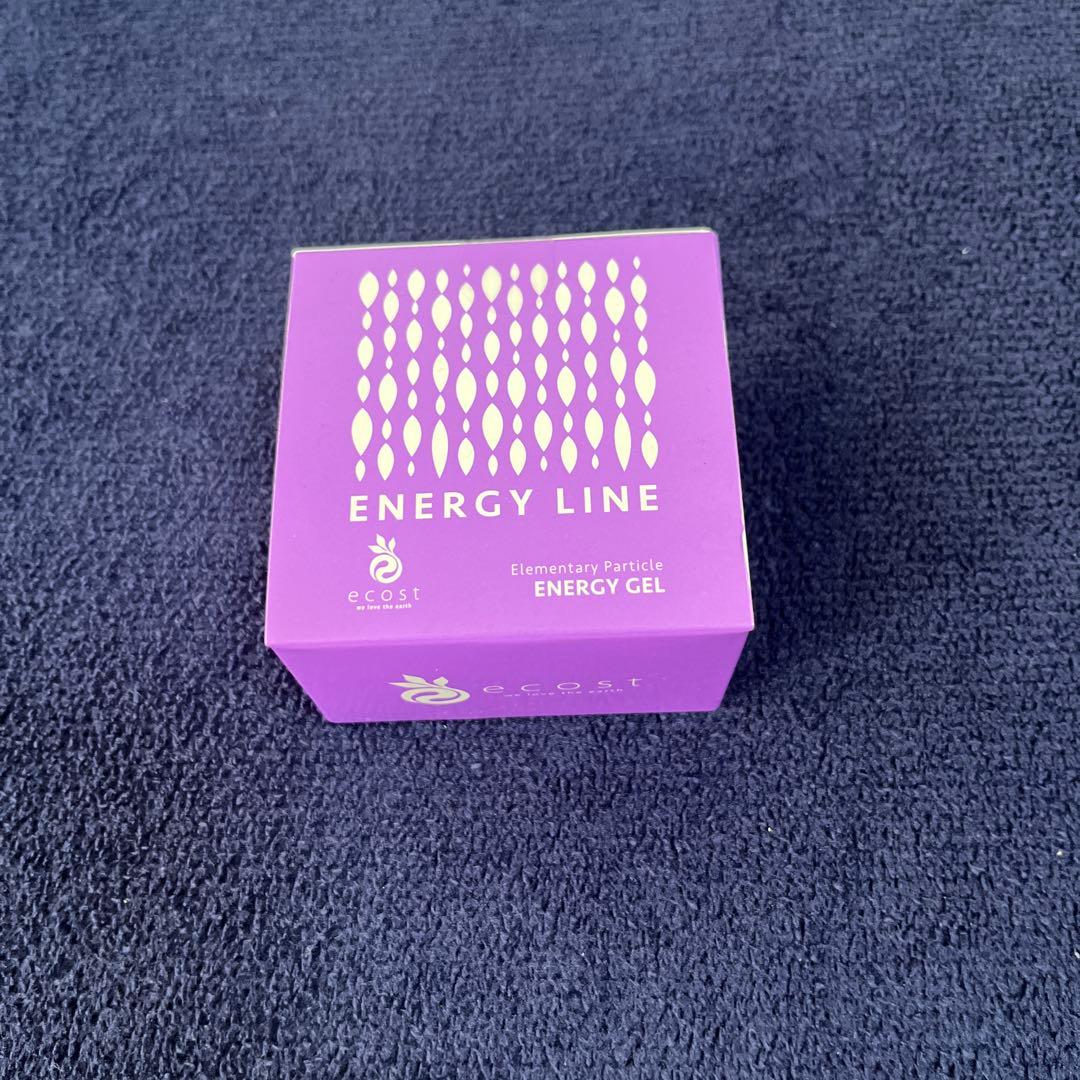 ENERGY LINE
ecost
we love the earth
Elementary Particle
ENERGY GEL
ecost
we love the earth